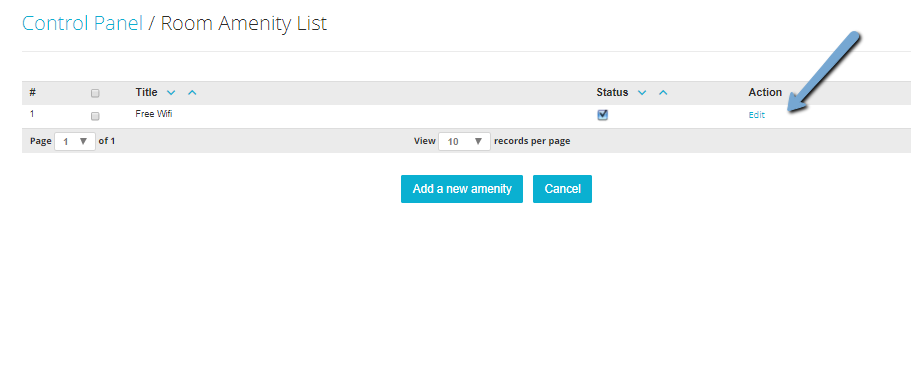 Control Panel / Room Amenity List
# Title Status Action
1 Free Wifi Edit
Page 1 of 1 View 10 records per page
Add a new amenity Cancel